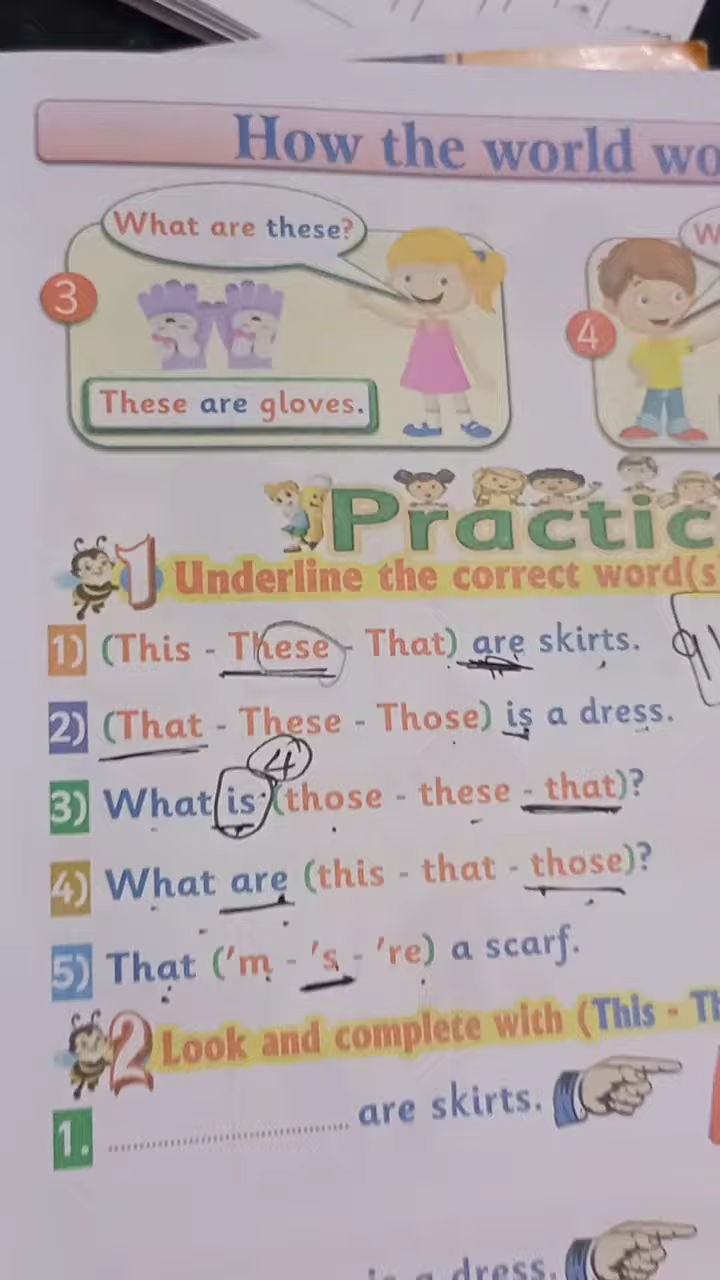 How the world wo
What are these?
W
3
4
These are gloves.
Practic
1 Underline the correct word(s
1) (This - These - That) are skirts.
2) (That - These - Those) is a dress.
4
3) What is (those - these - that)?
4) What are (this - that - those)?
5) That ('m - 's - 're) a scarf.
2 Look and complete with (This - Th
1. .................... are skirts.
is a dress.